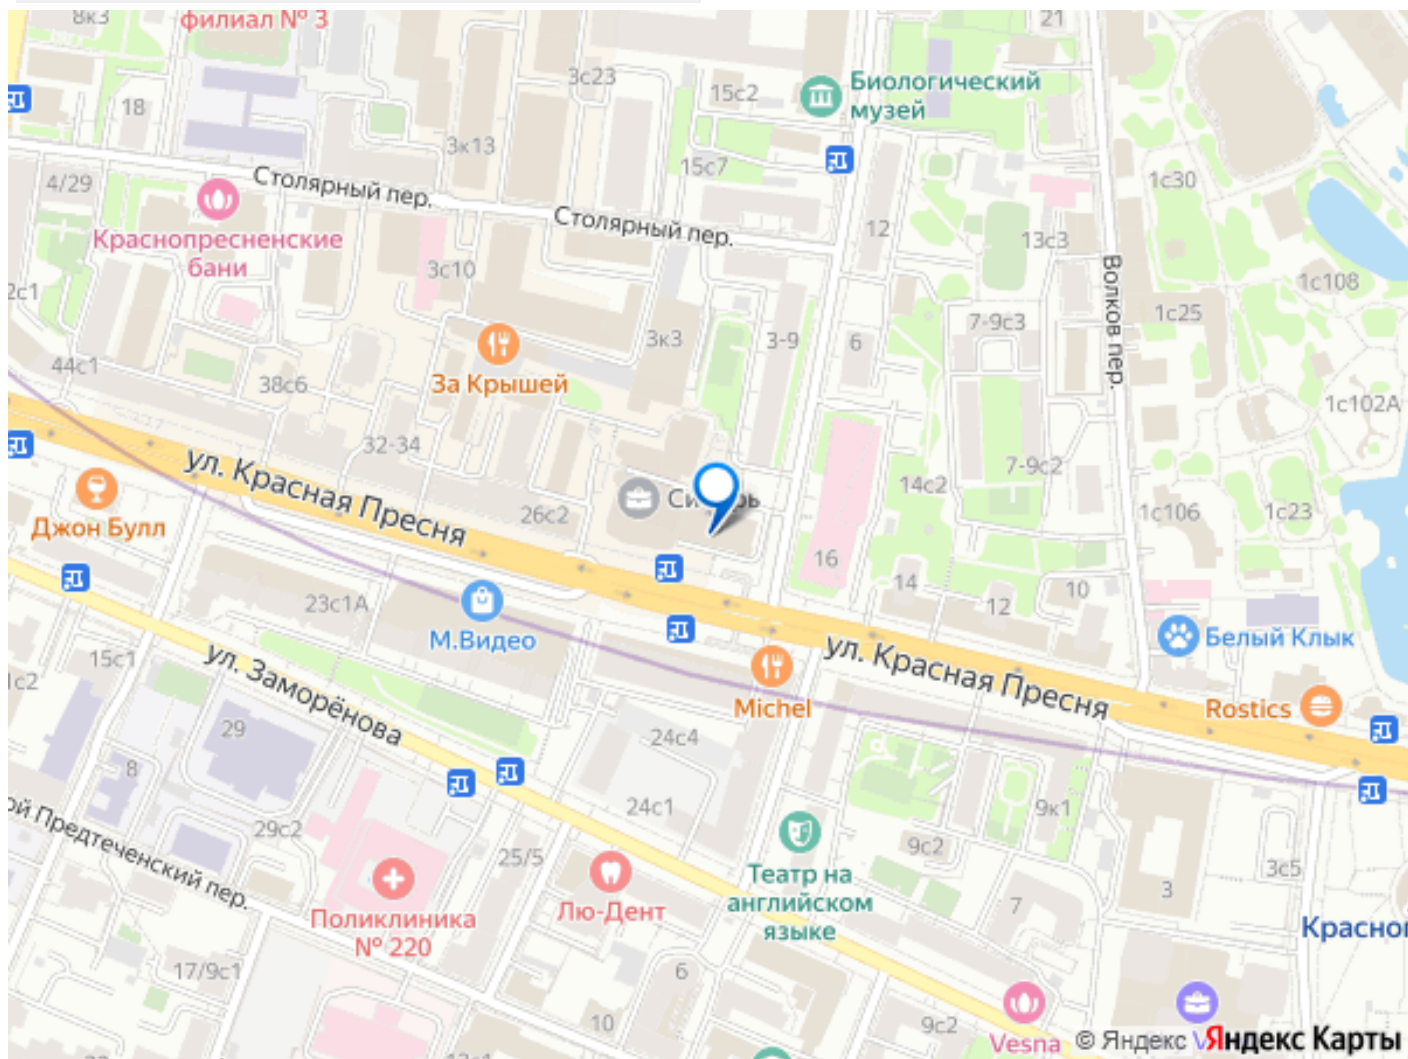 8к3
филиал № 3
21
3с23
15с2
Биологический
музей
18
3к13
15с7
4/29
Столярный пер.
Столярный пер.
1с30
12
13с3
Краснопресненские
бани
3с10
2с1
Волков пер.
1с108
1с25
7-9с3
3к3
3-9
6
44с1
За Крышей
38с6
1с102А
32-34
ул. Красная Пресня
7-9с2
14с2
26с2
1с106
1с23
Джон Булл
16
14
12
10
23с1А
М.Видео
Белый Клык
15с1
1с2
ул. Заморёнова
ул. Красная Пресня
Michel
Rostics
29
24с4
8
24с1
9к1
29с2
25/5
9с2
3с5
Театр на
английском
языке
3
Лю-Дент
7
Поликлиника
№ 220
17/9с1
6
10
9с2
Vesna
© Яндекс
Яндекс Карты